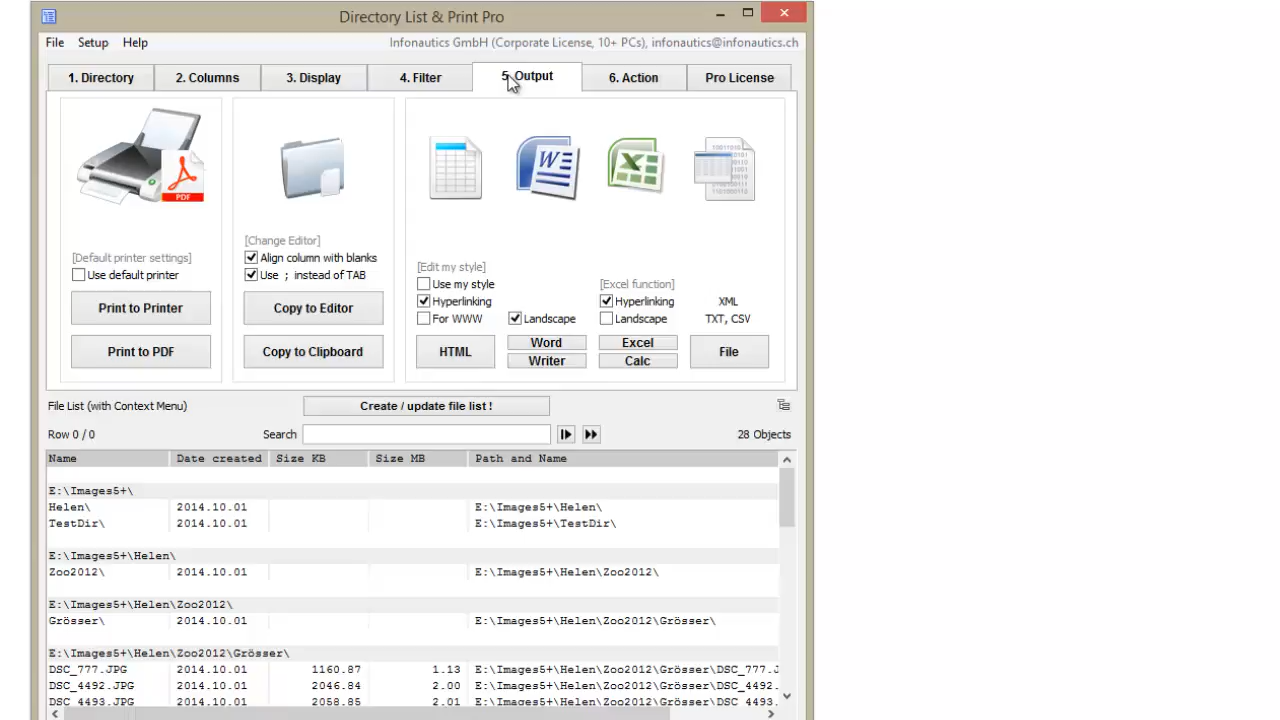 Directory List & Print Pro
File Setup Help Infonautics GmbH (Corporate License, 10+ PCs), infonautics@infonautics.ch
1. Directory 2. Columns 3. Display 4. Filter 5. Output 6. Action Pro License
PDF
[Default printer settings]
Use default printer
Print to Printer
Print to PDF
[Change Editor]
Align column with blanks
Use ; instead of TAB
Copy to Editor
Copy to Clipboard
[Edit my style]
Use my style
Hyperlinking
For WWW
HTML
Landscape
Word
Writer
[Excel function]
Hyperlinking
Landscape
Excel
Calc
XML
TXT, CSV
File
File List (with Context Menu) Create / update file list !
Row 0 / 0 Search 28 Objects
Name Date created Size KB Size MB Path and Name
E:\Images5+\
Helen\ 2014.10.01 E:\Images5+\Helen\
TestDir\ 2014.10.01 E:\Images5+\TestDir\
E:\Images5+\Helen\
Zoo2012\ 2014.10.01 E:\Images5+\Helen\Zoo2012\
E:\Images5+\Helen\Zoo2012\
Grösser\ 2014.10.01 E:\Images5+\Helen\Zoo2012\Grösser\
E:\Images5+\Helen\Zoo2012\Grösser\
DSC_777.JPG 2014.10.01 1160.87 1.13 E:\Images5+\Helen\Zoo2012\Grösser\DSC_777.J
DSC_4492.JPG 2014.10.01 2046.84 2.00 E:\Images5+\Helen\Zoo2012\Grösser\DSC_4492.
DSC_4493.JPG 2014.10.01 2058.85 2.01 E:\Images5+\Helen\Zoo2012\Grösser\DSC_4493.